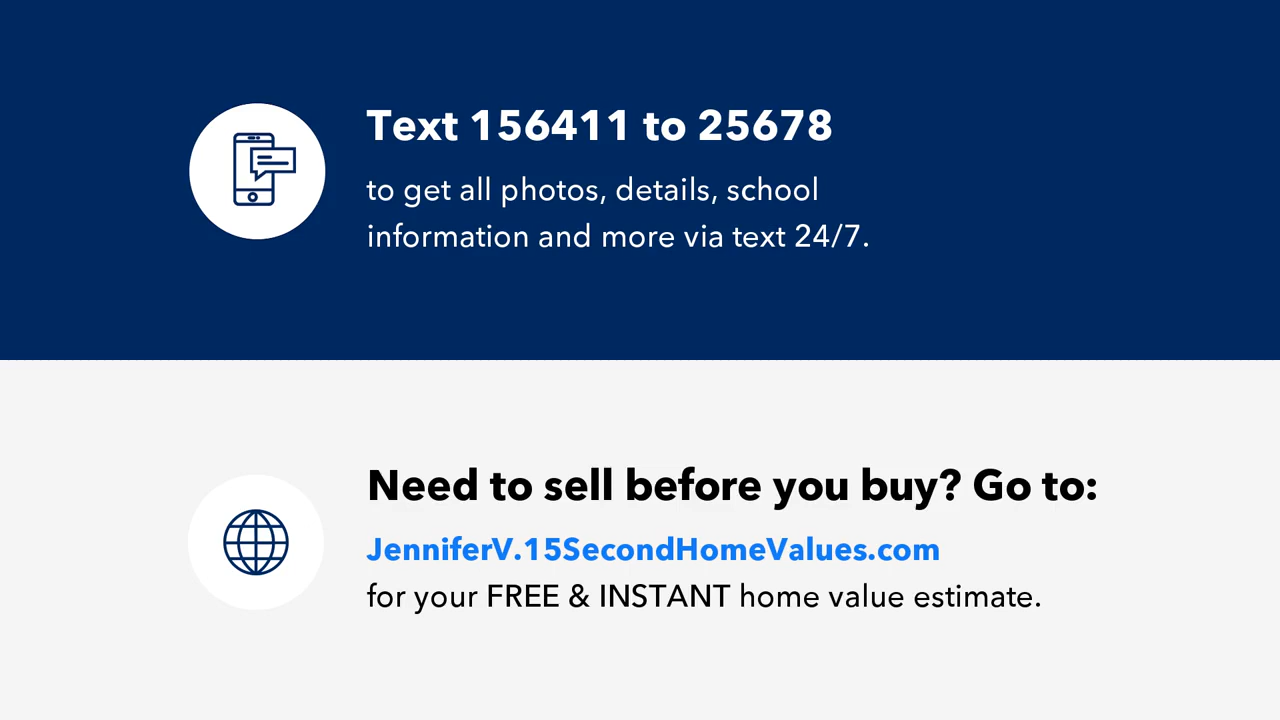 Text 156411 to 25678
to get all photos, details, school
information and more via text 24/7.
Need to sell before you buy? Go to:
JenniferV.15SecondHomeValues.com
for your FREE & INSTANT home value estimate.